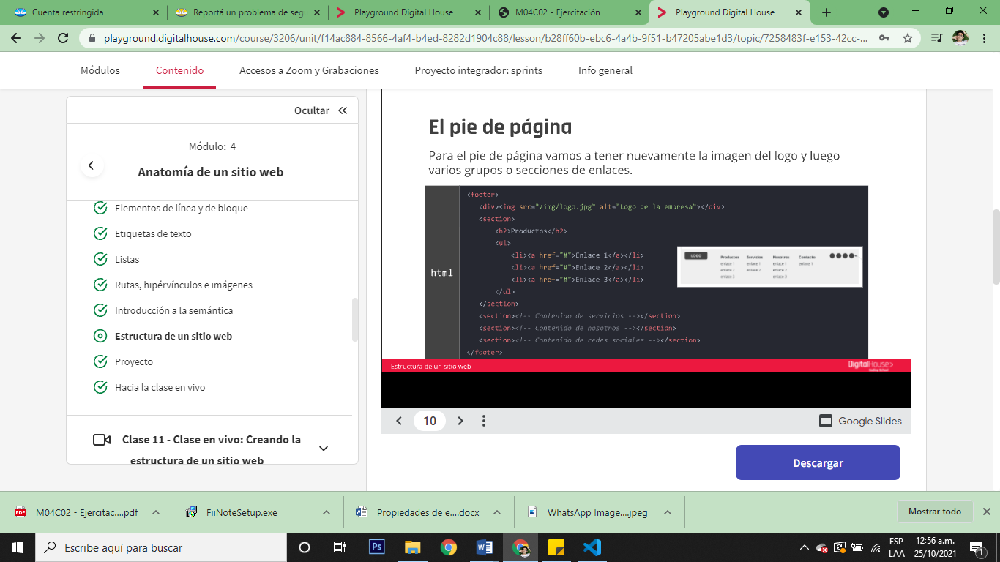 Cuenta restringida
Reportá un problema de segu
Playground Digital House
M04C02 - Ejercitación
Playground Digital House
playground.digitalhouse.com/course/3206/unit/f14ac884-8566-4af4-b4ed-8282d1904c88/lesson/b28ff60b-ebc6-4a4b-9f51-b47205abe1d3/topic/7258483f-e153-42cc-...
Módulos
Contenido
Accesos a Zoom y Grabaciones
Proyecto integrador: sprints
Info general
Ocultar
Módulo: 4
Anatomía de un sitio web
Elementos de línea y de bloque
Etiquetas de texto
Listas
Rutas, hipérvínculos e imágenes
Introducción a la semántica
Estructura de un sitio web
Proyecto
Hacia la clase en vivo
Clase 11 - Clase en vivo: Creando la
estructura de un sitio web
El pie de página
Para el pie de página vamos a tener nuevamente la imagen del logo y luego
varios grupos o secciones de enlaces.
html
<footer>
<div><img src="/img/logo.jpg" alt="Logo de la empresa"></div>
<section>
<h2>Productos</h2>
<ul>
<li><a href="#">Enlace 1</a></li>
<li><a href="#">Enlace 2</a></li>
<li><a href="#">Enlace 3</a></li>
</ul>
</section>
<section><!-- Contenido de servicios --></section>
<section><!-- Contenido de nosotros --></section>
<section><!-- Contenido de redes sociales --></section>
</footer>
LOGO
Productos Servicios Nosotros Contacto
enlace 1 enlace 1 enlace 1 enlace 1
enlace 2 enlace 2 enlace 2
enlace 3 enlace 3
Estructura de un sitio web
DigitalHouse>
Coding School
10
Google Slides
Descargar
M04C02 - Ejercitac....pdf
FiiNoteSetup.exe
Propiedades de e....docx
WhatsApp Image....jpeg
Mostrar todo
Escribe aquí para buscar
ESP
LAA
12:56 a.m.
25/10/2021
1